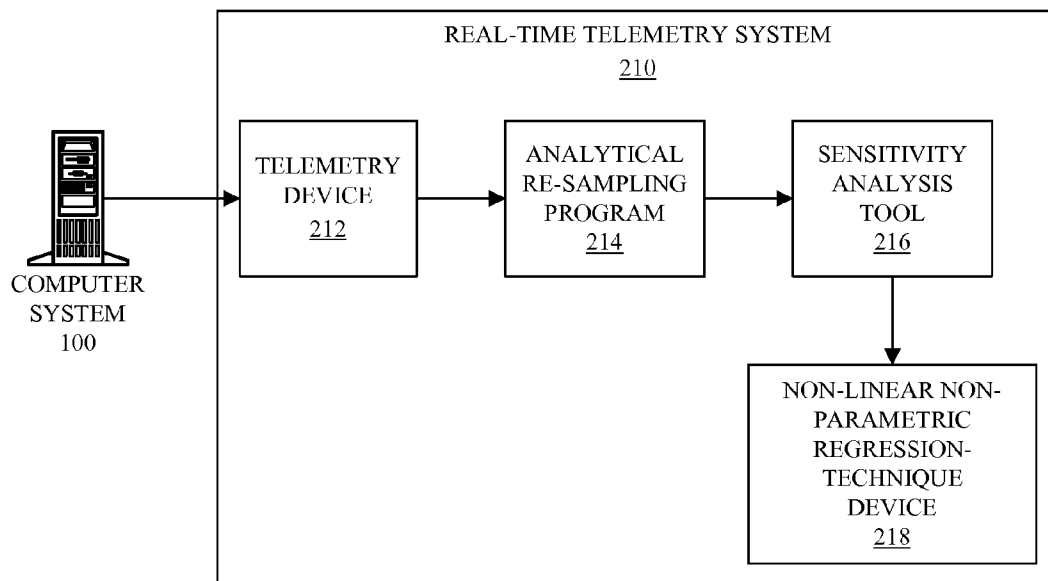 REAL-TIME TELEMETRY SYSTEM
210
TELEMETRY
DEVICE
212
ANALYTICAL
RE-SAMPLING
PROGRAM
214
SENSITIVITY
ANALYSIS
TOOL
216
COMPUTER
SYSTEM
100
NON-LINEAR NON-
PARAMETRIC
REGRESSION-
TECHNIQUE
DEVICE
218